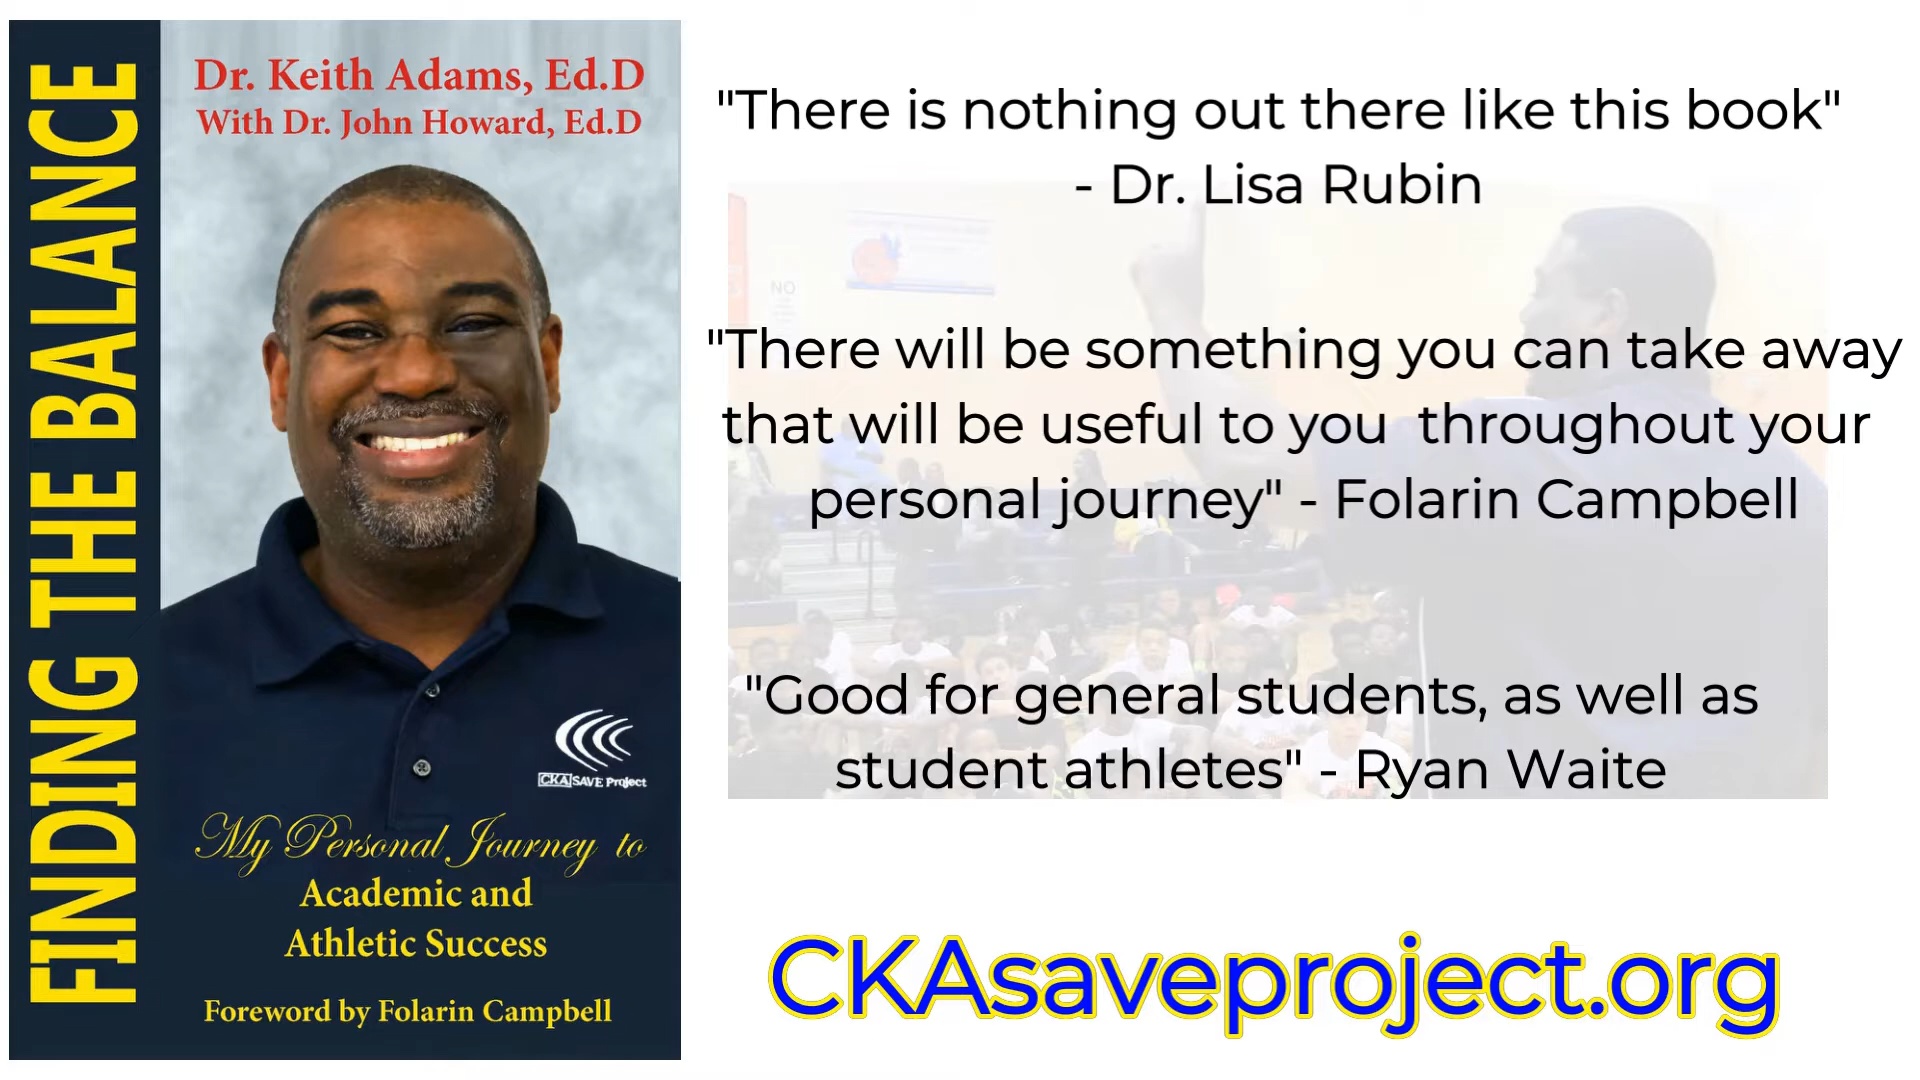 FINDING THE BALANCE
Dr. Keith Adams, Ed.D
With Dr. John Howard, Ed.D
CKA SAVE Project
My Personal Journey to
Academic and
Athletic Success
Foreword by Folarin Campbell
"There is nothing out there like this book"
- Dr. Lisa Rubin
NO
"There will be something you can take away
that will be useful to you throughout your
personal journey" - Folarin Campbell
"Good for general students, as well as
student athletes" - Ryan Waite
CKAsaveproject.org